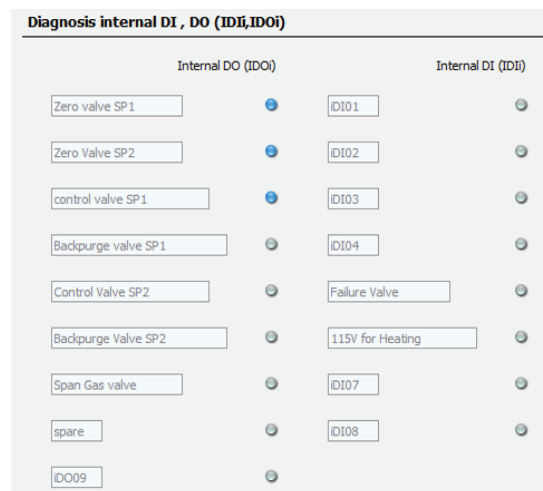 Diagnosis internal DI , DO (IDIi,IDOi)
Internal DO (IDOi) Internal DI (IDIi)
Zero valve SP1 iDI01
Zero Valve SP2 iDI02
control valve SP1 iDI03
Backpurge valve SP1 iDI04
Control Valve SP2 Failure Valve
Backpurge Valve SP2 115V for Heating
Span Gas valve iDI07
spare iDI08
iDO09